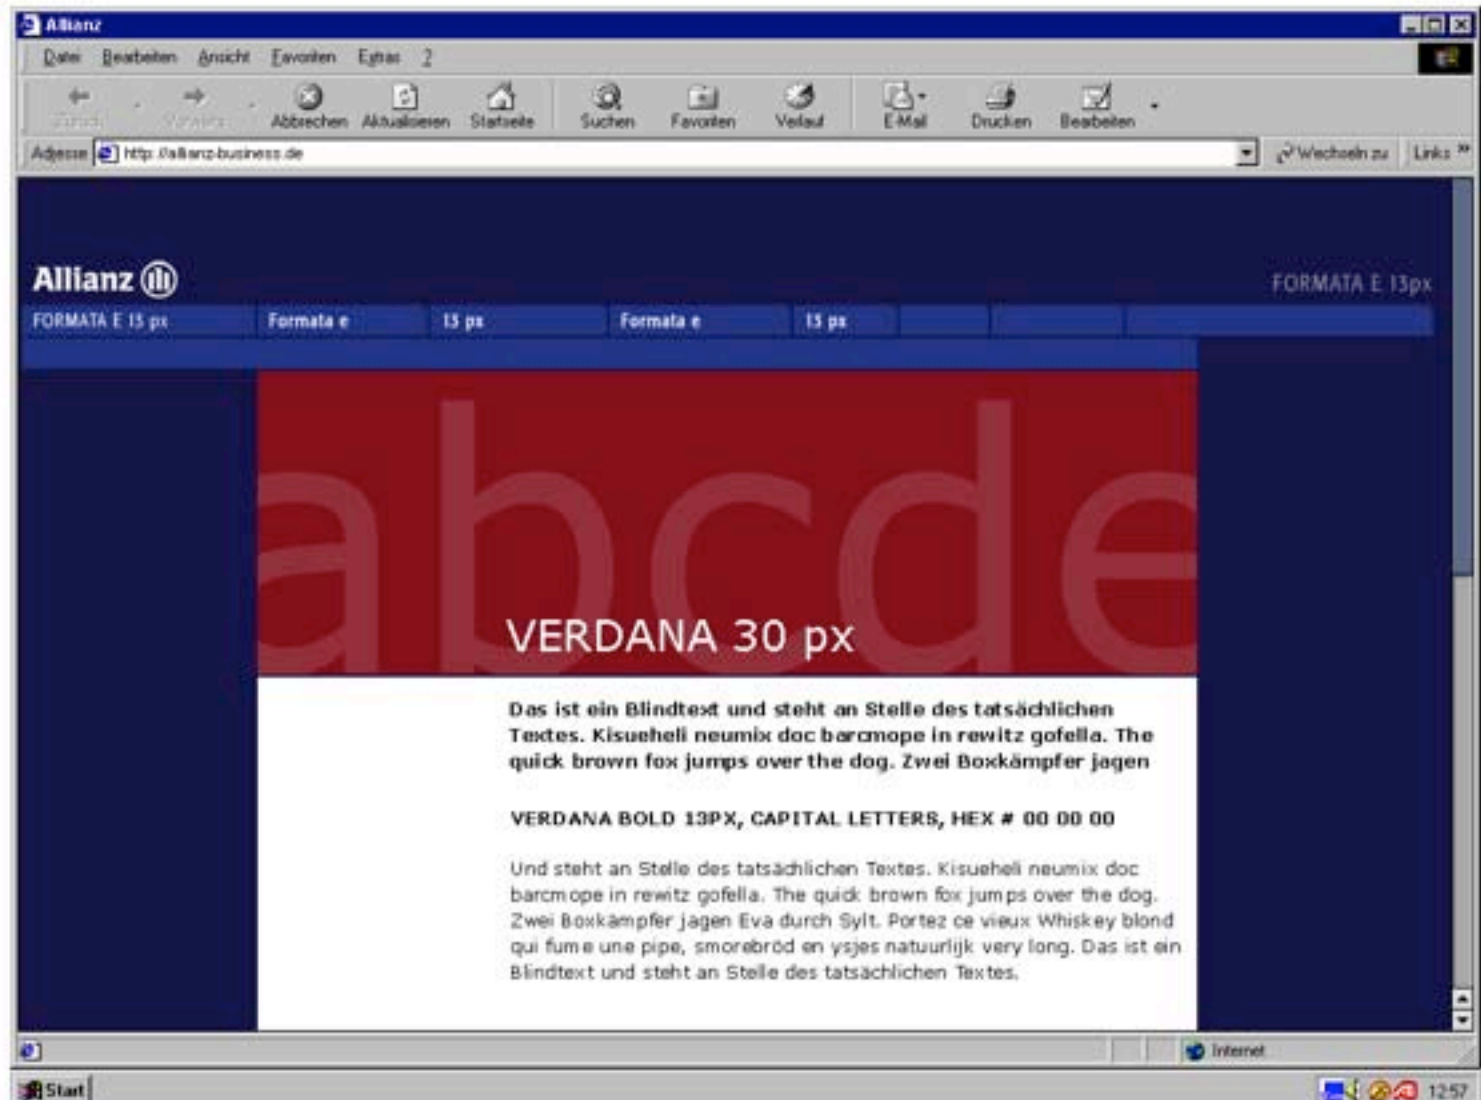 Allianz
Datei Bearbeiten Ansicht Favoriten Extras ?
Zurück Vorwärts Abbrechen Aktualisieren Startseite Suchen Favoriten Verlauf E-Mail Drucken Bearbeiten
Adresse http://allianz-business.de Wechseln zu Links »
Allianz
FORMATA E 13px
FORMATA E 13 px Formata e 13 px Formata e 13 px
abcde
VERDANA 30 px
Das ist ein Blindtext und steht an Stelle des tatsächlichen
Textes. Kisueheli neumix doc barcmope in rewitz gofella. The
quick brown fox jumps over the dog. Zwei Boxkämpfer jagen
VERDANA BOLD 13PX, CAPITAL LETTERS, HEX # 00 00 00
Und steht an Stelle des tatsächlichen Textes. Kisueheli neumix doc
barcmope in rewitz gofella. The quick brown fox jumps over the dog.
Zwei Boxkämpfer jagen Eva durch Sylt. Portez ce vieux Whiskey blond
qui fume une pipe, smorebröd en ysjes natuurlijk very long. Das ist ein
Blindtext und steht an Stelle des tatsächlichen Textes.
Internet
Start 12:57